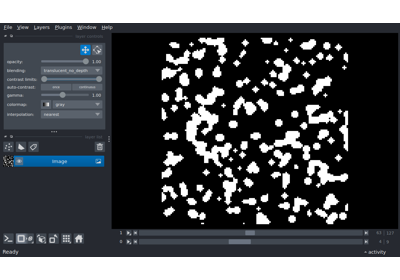 File View Layers Plugins Window Help
opacity: 1.00
blending: translucent_no_depth
contrast limits:
auto-contrast: once continuous
gamma: 1.00
colormap: gray
interpolation: nearest
Image
1
0
Ready activity